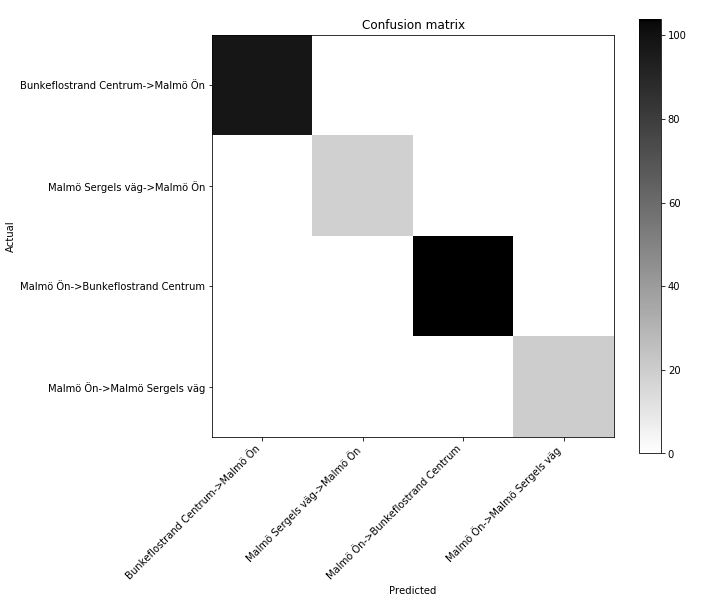 Confusion matrix
Actual
Bunkeflostrand Centrum->Malmö Ön
Malmö Sergels väg->Malmö Ön
Malmö Ön->Bunkeflostrand Centrum
Malmö Ön->Malmö Sergels väg
Bunkeflostrand Centrum->Malmö Ön
Malmö Sergels väg->Malmö Ön
Malmö Ön->Bunkeflostrand Centrum
Malmö Ön->Malmö Sergels väg
Predicted
100
80
60
40
20
0